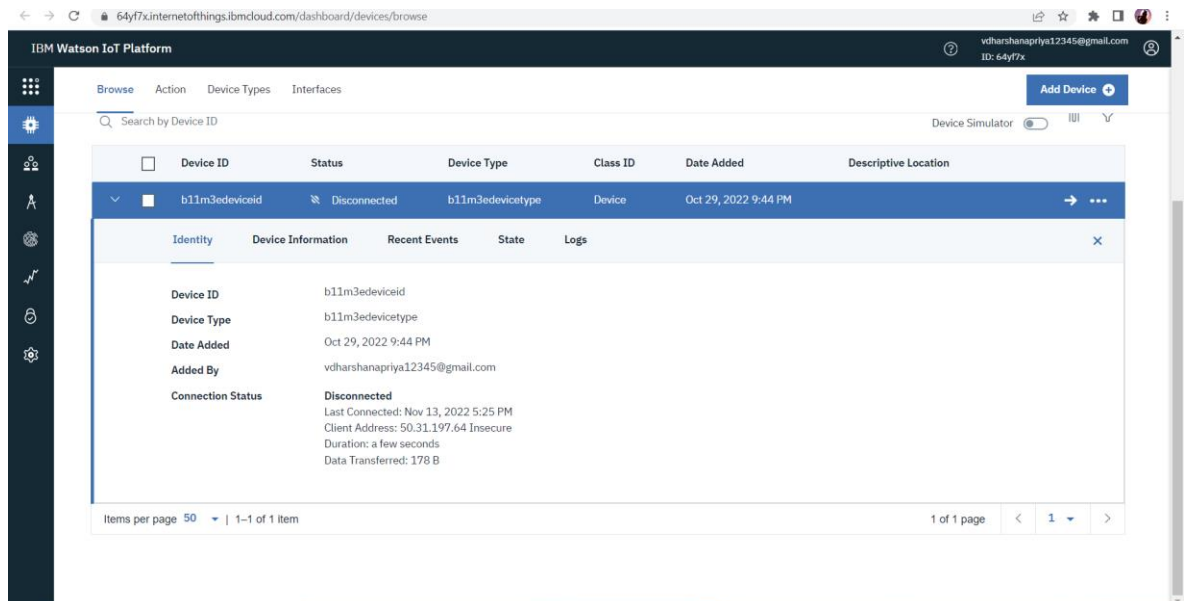 64yf7x.internetofthings.ibmcloud.com/dashboard/devices/browse
IBM Watson IoT Platform
vdharshanapriya12345@gmail.com
ID: 64yf7x
Browse Action Device Types Interfaces
Add Device
Search by Device ID
Device Simulator
Device ID Status Device Type Class ID Date Added Descriptive Location
b11m3edeviceid Disconnected b11m3edevicetype Device Oct 29, 2022 9:44 PM
Identity Device Information Recent Events State Logs
Device ID b11m3edeviceid
Device Type b11m3edevicetype
Date Added Oct 29, 2022 9:44 PM
Added By vdharshanapriya12345@gmail.com
Connection Status Disconnected
Last Connected: Nov 13, 2022 5:25 PM
Client Address: 50.31.197.64 Insecure
Duration: a few seconds
Data Transferred: 178 B
Items per page 50 | 1–1 of 1 item 1 of 1 page 1